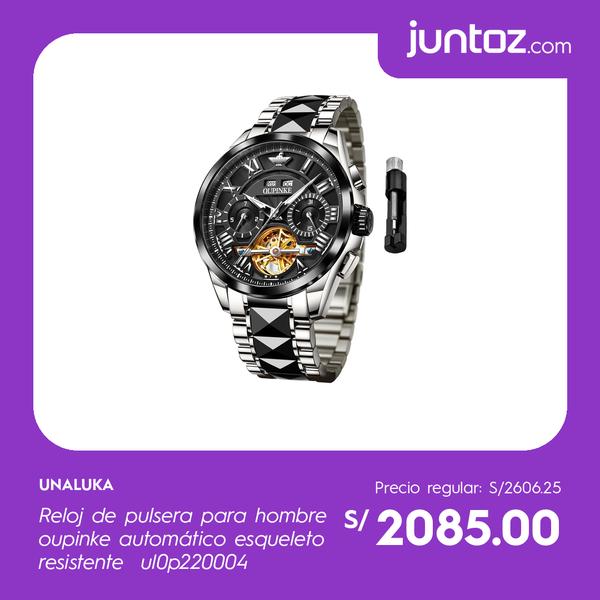 juntoz.com
OUPINKE
UNALUKA
Precio regular: S/2606.25
Reloj de pulsera para hombre
oupinke automático esqueleto
resistente ul0p220004
S/ 2085.00